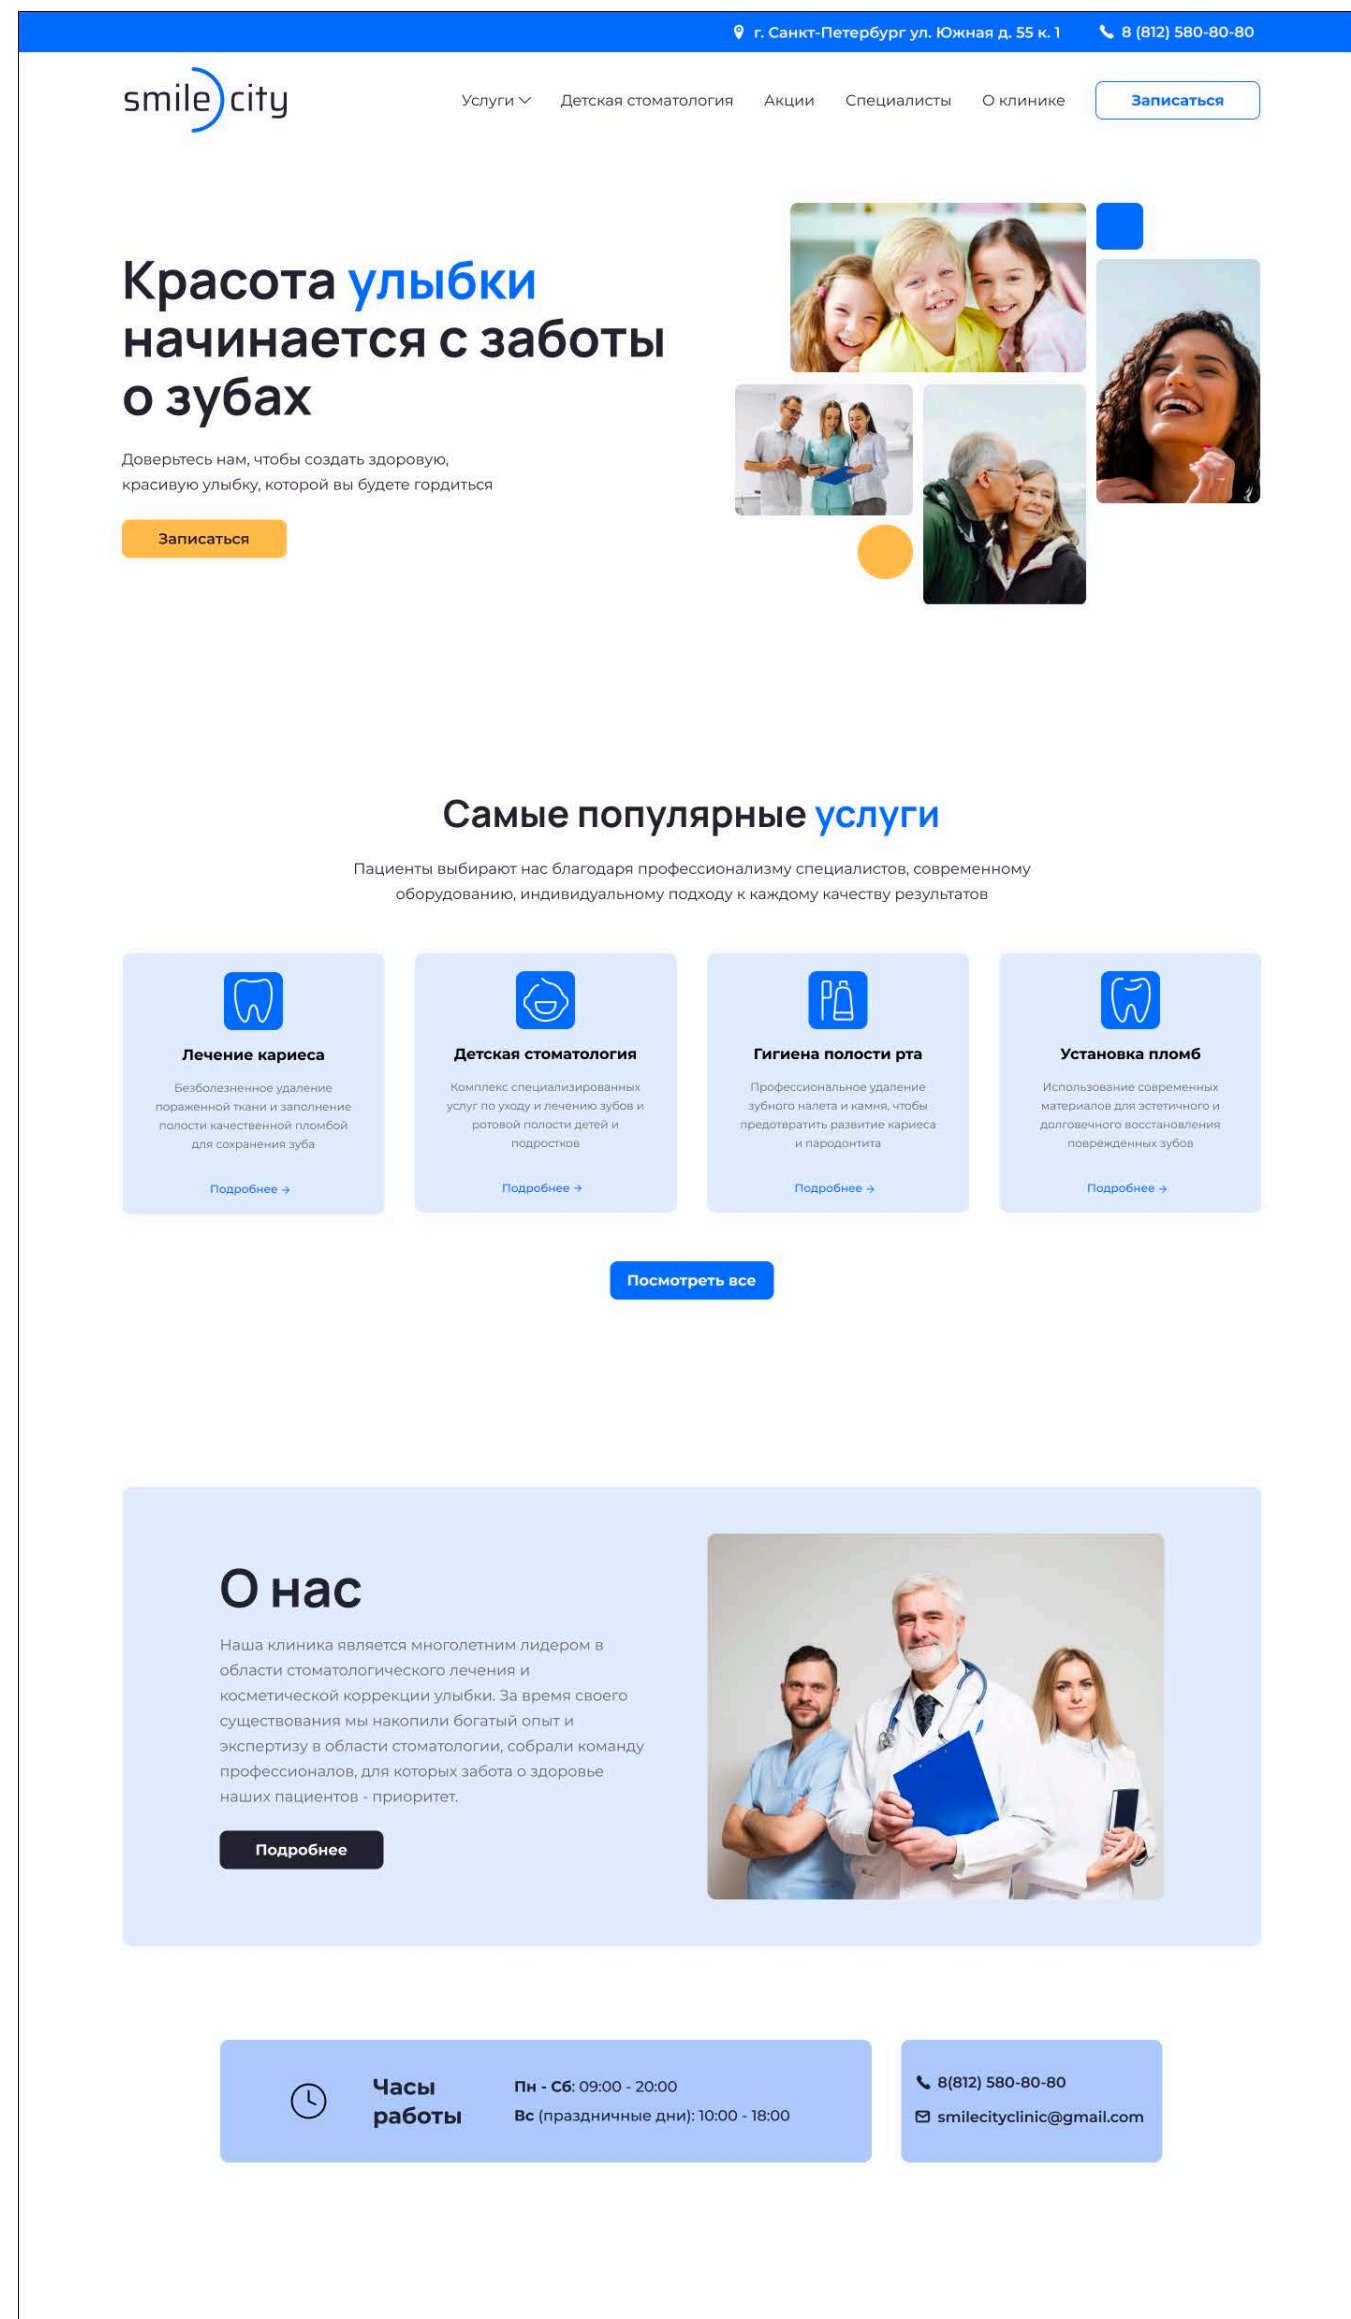 г. Санкт-Петербург ул. Южная д. 55 к. 1
8 (812) 580-80-80
smile city
Услуги
Детская стоматология
Акции
Специалисты
О клинике
Записаться
Красота улыбки
начинается с заботы
о зубах
Доверьтесь нам, чтобы создать здоровую,
красивую улыбку, которой вы будете гордиться
Записаться
Самые популярные услуги
Пациенты выбирают нас благодаря профессионализму специалистов, современному
оборудованию, индивидуальному подходу к каждому качеству результатов
Лечение кариеса
Безболезненное удаление
пораженной ткани и заполнение
полости качественной пломбой
для сохранения зуба
Подробнее →
Детская стоматология
Комплекс специализированных
услуг по уходу и лечению зубов и
ротовой полости детей и
подростков
Подробнее →
Гигиена полости рта
Профессиональное удаление
зубного налета и камня, чтобы
предотвратить развитие кариеса
и пародонтита
Подробнее →
Установка пломб
Использование современных
материалов для эстетичного и
долговечного восстановления
поврежденных зубов
Подробнее →
Посмотреть все
О нас
Наша клиника является многолетним лидером в
области стоматологического лечения и
косметической коррекции улыбки. За время своего
существования мы накопили богатый опыт и
экспертизу в области стоматологии, собрали команду
профессионалов, для которых забота о здоровье
наших пациентов - приоритет.
Подробнее
Часы
работы
Пн - Сб: 09:00 - 20:00
Вс (праздничные дни): 10:00 - 18:00
8(812) 580-80-80
smilecityclinic@gmail.com